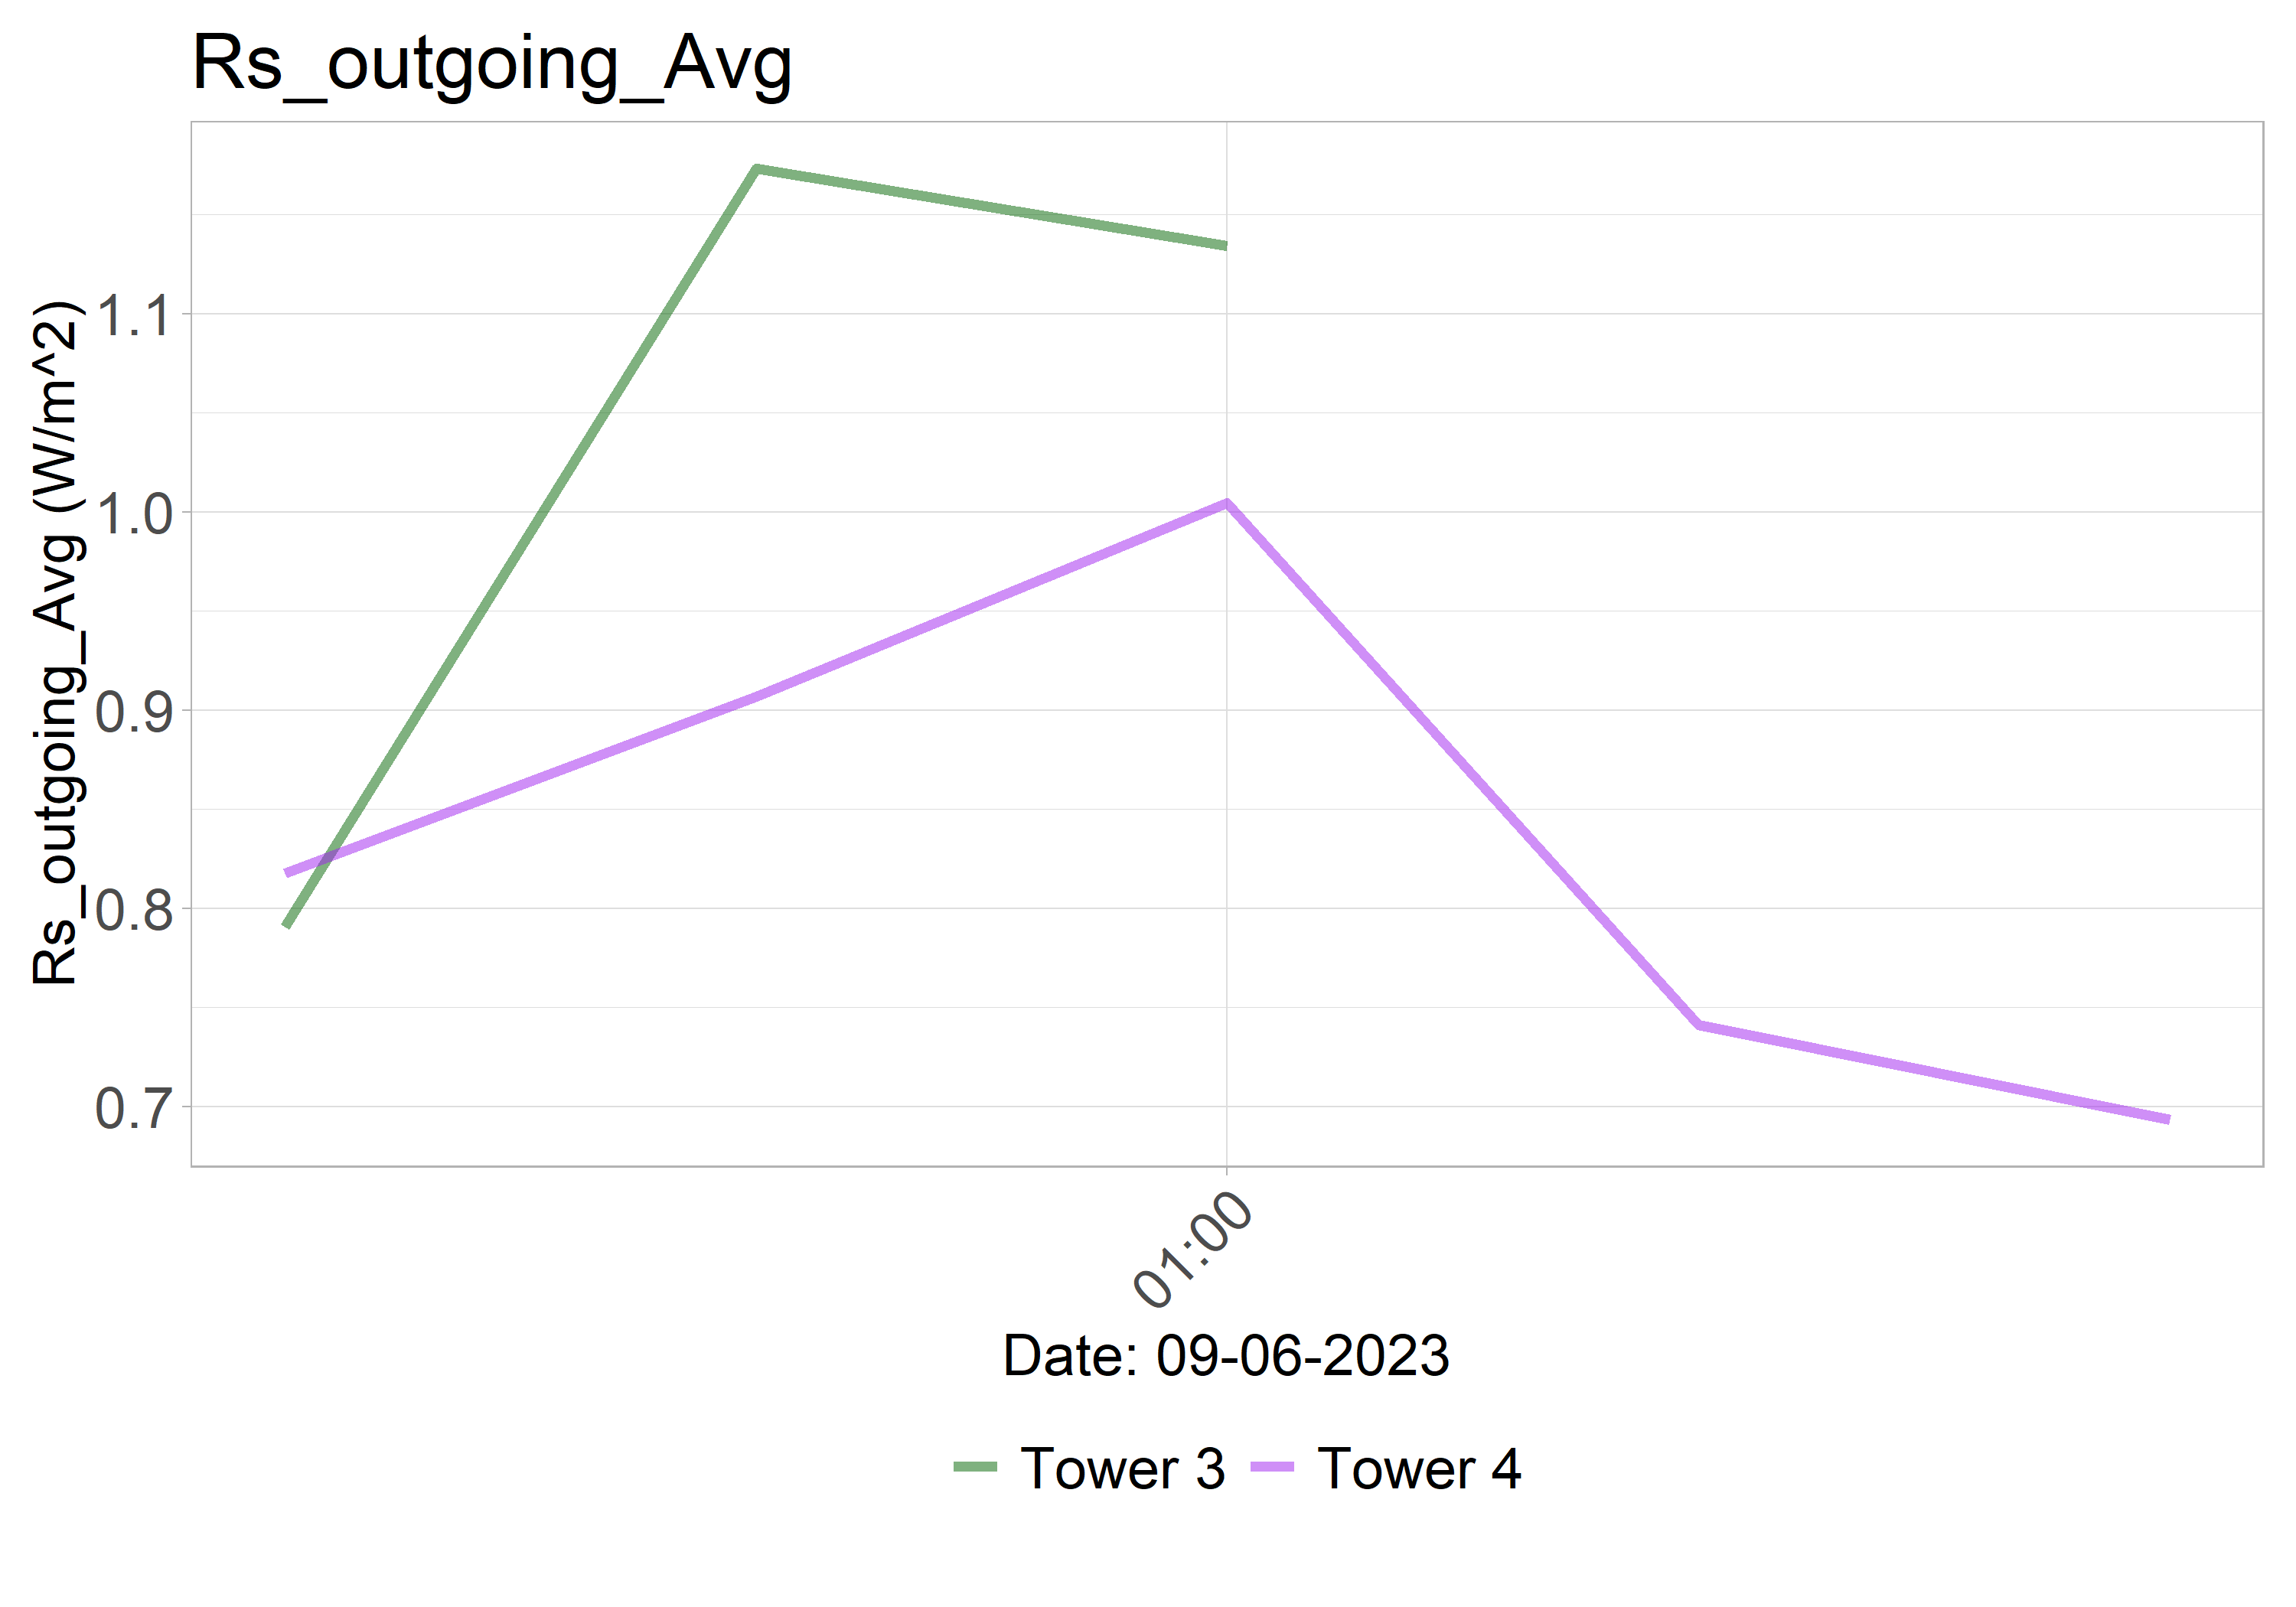 Rs_outgoing_Avg
Rs_outgoing_Avg (W/m^2)
1.1
1.0
0.9
0.8
0.7
01:00
Date: 09-06-2023
Tower 3 Tower 4